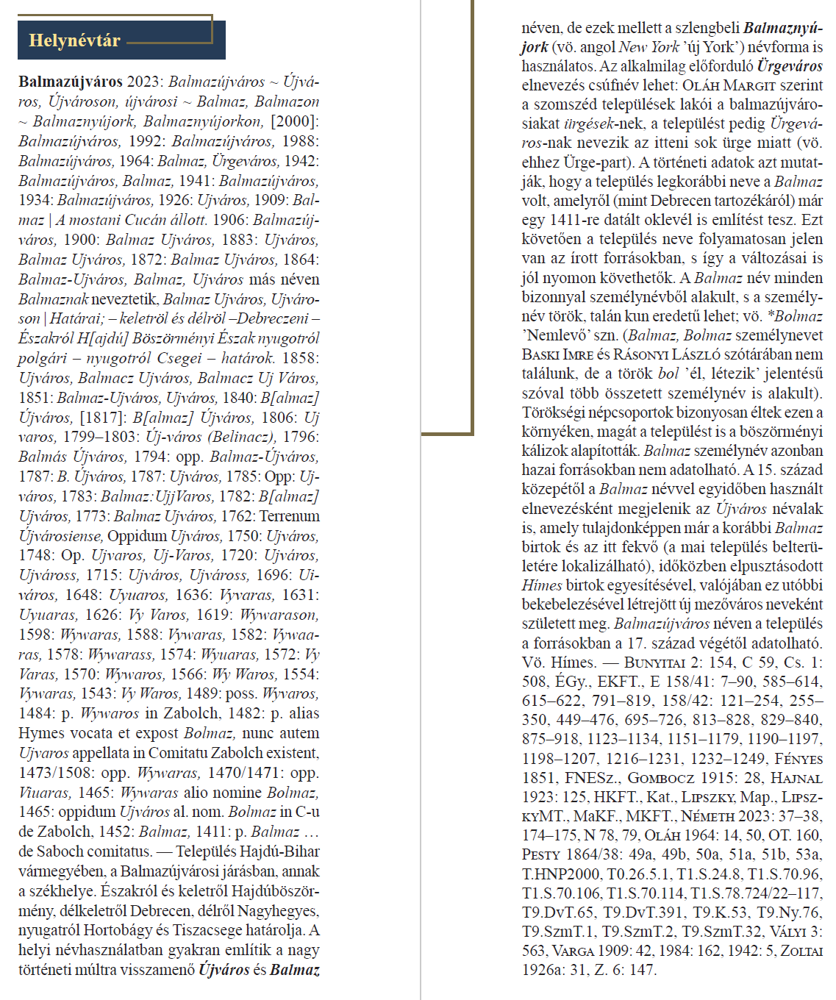 Helynévtár
Balmazújváros 2023: Balmazújváros ~ Újvá-
ros, Újvároson, újvárosi ~ Balmaz, Balmazon
~ Balmaznyújork, Balmaznyújorkon, [2000]:
Balmazújváros, 1992: Balmazújváros, 1988:
Balmazújváros, 1964: Balmaz, Ürgeváros, 1942:
Balmazújváros, Balmaz, 1941: Balmazújváros,
1934: Balmazújváros, 1926: Ujváros, 1909: Bal-
maz | A mostani Cucán állott. 1906: Balmazúj-
város, 1900: Balmaz Ujváros, 1883: Ujváros,
Balmaz Ujváros, 1872: Balmaz Ujváros, 1864:
Balmaz-Ujváros, Balmaz, Ujváros más néven
Balmaznak neveztetik, Balmaz Ujváros, Ujváro-
son | Határai; – keletröl és délröl –Debreczeni –
Északról H[ajdú] Böszörményi Észak nyugotról
polgári – nyugotról Csegei – határok. 1858:
Ujváros, Balmacz Ujváros, Balmacz Uj Város,
1851: Balmaz-Ujváros, Ujváros, 1840: B[almaz]
Újváros, [1817]: B[almaz] Újváros, 1806: Uj
varos, 1799–1803: Új-város (Belinacz), 1796:
Balmás Újváros, 1794: opp. Balmaz-Újváros,
1787: B. Újváros, 1787: Ujváros, 1785: Opp: Uj-
város, 1783: Balmaz:UjjVaros, 1782: B[almaz]
Ujváros, 1773: Balmaz Ujváros, 1762: Terrenum
Újvárosiense, Oppidum Ujváros, 1750: Ujváros,
1748: Op. Ujvaros, Uj-Varos, 1720: Ujváros,
Ujváross, 1715: Ujváros, Ujváross, 1696: Ui-
város, 1648: Uyuaros, 1636: Vyvaras, 1631:
Uyuaras, 1626: Vy Varos, 1619: Wywarason,
1598: Wywaras, 1588: Vywaras, 1582: Vywaa-
ras, 1578: Wywarass, 1574: Wyuaras, 1572: Vy
Varas, 1570: Wywaros, 1566: Wy Waros, 1554:
Vywaras, 1543: Vy Waros, 1489: poss. Wyvaros,
1484: p. Wywaros in Zabolch, 1482: p. alias
Hymes vocata et expost Bolmaz, nunc autem
Ujvaros appellata in Comitatu Zabolch existent,
1473/1508: opp. Wywaras, 1470/1471: opp.
Viuaras, 1465: Wywaras alio nomine Bolmaz,
1465: oppidum Ujváros al. nom. Bolmaz in C-u
de Zabolch, 1452: Balmaz, 1411: p. Balmaz …
de Saboch comitatus. — Település Hajdú-Bihar
vármegyében, a Balmazújvárosi járásban, annak
a székhelye. Északról és keletről Hajdúböször-
mény, délkeletről Debrecen, délről Nagyhegyes,
nyugatról Hortobágy és Tiszacsege határolja. A
helyi névhasználatban gyakran említik a nagy
történeti múltra visszamenő Újváros és Balmaz
néven, de ezek mellett a szlengbeli Balmaznyú-
jork (vö. angol New York ’új York’) névforma is
használatos. Az alkalmilag előforduló Ürgeváros
elnevezés csúfnév lehet: OLÁH MARGIT szerint
a szomszéd települések lakói a balmazújváro-
siakat ürgések-nek, a települést pedig Ürgevá-
ros-nak nevezik az itteni sok ürge miatt (vö.
ehhez Ürge-part). A történeti adatok azt mutat-
ják, hogy a település legkorábbi neve a Balmaz
volt, amelyről (mint Debrecen tartozékáról) már
egy 1411-re datált oklevél is említést tesz. Ezt
követően a település neve folyamatosan jelen
van az írott forrásokban, s így a változásai is
jól nyomon követhetők. A Balmaz név minden
bizonnyal személynévből alakult, s a személy-
név török, talán kun eredetű lehet; vö. *Bolmaz
’Nemlevő’ szn. (Balmaz, Bolmaz személynevet
BASKI IMRE és RÁSONYI LÁSZLÓ szótárában nem
találunk, de a török bol ’él, létezik’ jelentésű
szóval több összetett személynév is alakult).
Törökségi népcsoportok bizonyosan éltek ezen a
környéken, magát a települést is a böszörményi
kálizok alapították. Balmaz személynév azonban
hazai forrásokban nem adatolható. A 15. század
közepétől a Balmaz névvel egyidőben használt
elnevezésként megjelenik az Újváros névalak
is, amely tulajdonképpen már a korábbi Balmaz
birtok és az itt fekvő (a mai település belterü-
letére lokalizálható), időközben elpusztásodott
Hímes birtok egyesítésével, valójában ez utóbbi
bekebelezésével létrejött új mezőváros neveként
született meg. Balmazújváros néven a település
a forrásokban a 17. század végétől adatolható.
Vö. Hímes. — BUNYITAI 2: 154, C 59, Cs. 1:
508, ÉGy., EKFT., E 158/41: 7–90, 585–614,
615–622, 791–819, 158/42: 121–254, 255–
350, 449–476, 695–726, 813–828, 829–840,
875–918, 1123–1134, 1151–1179, 1190–1197,
1198–1207, 1216–1231, 1232–1249, FÉNYES
1851, FNESZ., GOMBOCZ 1915: 28, HAJNAL
1923: 125, HKFT., Kat., LIPSZKY, Map., LIPSZ-
KYMT., MaKF., MKFT., NÉMETH 2023: 37–38,
174–175, N 78, 79, OLÁH 1964: 14, 50, OT. 160,
PESTY 1864/38: 49a, 49b, 50a, 51a, 51b, 53a,
T.HNP2000, T0.26.5.1, T1.S.24.8, T1.S.70.96,
T1.S.70.106, T1.S.70.114, T1.S.78.724/22–117,
T9.DvT.65, T9.DvT.391, T9.K.53, T9.Ny.76,
T9.SzmT.1, T9.SzmT.2, T9.SzmT.32, VÁLYI 3:
563, VARGA 1909: 42, 1984: 162, 1942: 5, ZOLTAI
1926a: 31, Z. 6: 147.